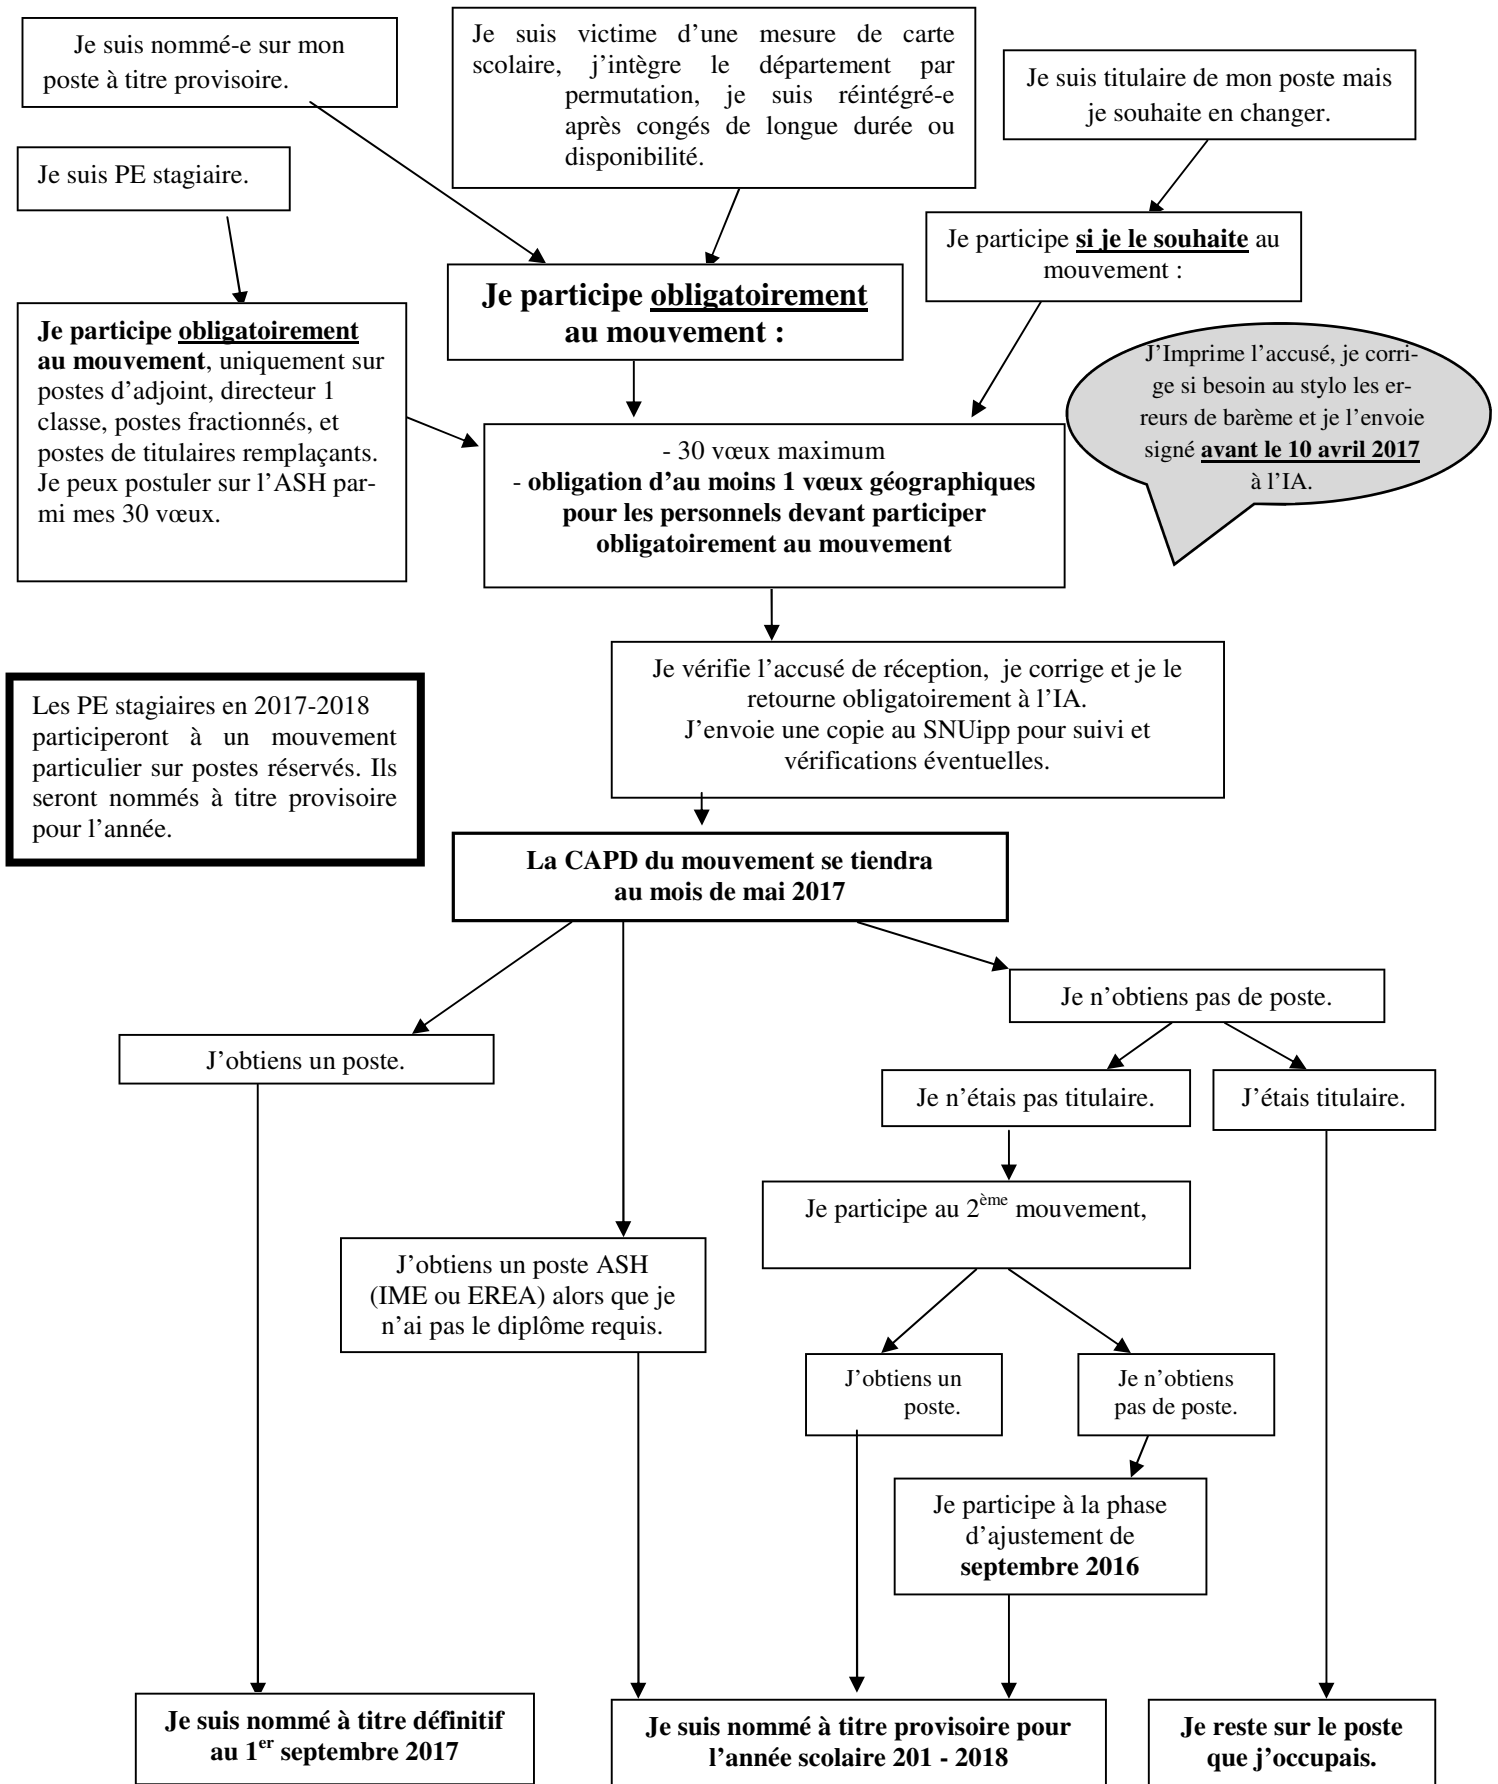 Je suis nommé-e sur mon
poste à titre provisoire.
Je suis victime d’une mesure de carte
scolaire, j’intègre le département par
permutation, je suis réintégré-e
après congés de longue durée ou
disponibilité.
Je suis titulaire de mon poste mais
je souhaite en changer.
Je suis PE stagiaire.
Je participe si je le souhaite au
mouvement :
Je participe obligatoirement
au mouvement :
Je participe obligatoirement
au mouvement, uniquement sur
postes d’adjoint, directeur 1
classe, postes fractionnés, et
postes de titulaires remplaçants.
Je peux postuler sur l’ASH par-
mi mes 30 vœux.
J’Imprime l’accusé, je corri-
ge si besoin au stylo les er-
reurs de barème et je l’envoie
signé avant le 10 avril 2017
à l’IA.
- 30 vœux maximum
- obligation d’au moins 1 vœux géographiques
pour les personnels devant participer
obligatoirement au mouvement
Je vérifie l’accusé de réception, je corrige et je le
retourne obligatoirement à l’IA.
J’envoie une copie au SNUipp pour suivi et
vérifications éventuelles.
Les PE stagiaires en 2017-2018
participeront à un mouvement
particulier sur postes réservés. Ils
seront nommés à titre provisoire
pour l’année.
La CAPD du mouvement se tiendra
au mois de mai 2017
Je n’obtiens pas de poste.
J’obtiens un poste.
Je n’étais pas titulaire.
J’étais titulaire.
Je participe au 2ème mouvement,
J’obtiens un poste ASH
(IME ou EREA) alors que je
n’ai pas le diplôme requis.
J’obtiens un
poste.
Je n’obtiens
pas de poste.
Je participe à la phase
d’ajustement de
septembre 2016
Je suis nommé à titre définitif
au 1er septembre 2017
Je suis nommé à titre provisoire pour
l’année scolaire 201 - 2018
Je reste sur le poste
que j’occupais.